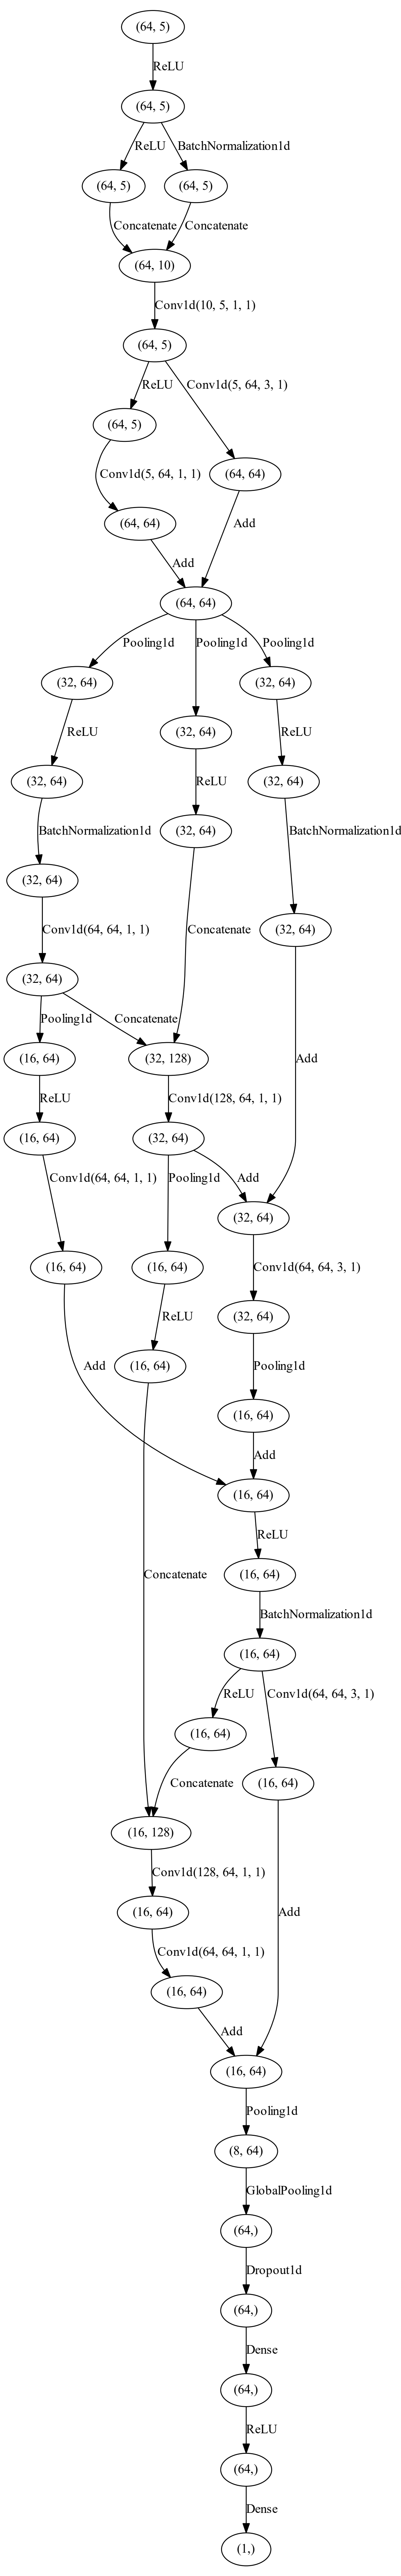 (64, 5)
ReLU
(64, 5)
ReLU BatchNormalization1d
(64, 5) (64, 5)
Concatenate Concatenate
(64, 10)
Conv1d(10, 5, 1, 1)
(64, 5)
ReLU Conv1d(5, 64, 3, 1)
(64, 5)
Conv1d(5, 64, 1, 1) (64, 64)
(64, 64) Add
Add
(64, 64)
Pooling1d Pooling1d Pooling1d
(32, 64) (32, 64)
(32, 64)
ReLU ReLU
(32, 64) ReLU (32, 64)
(32, 64)
BatchNormalization1d BatchNormalization1d
(32, 64)
Conv1d(64, 64, 1, 1) Concatenate (32, 64)
(32, 64)
Pooling1d Concatenate
(16, 64) (32, 128) Add
ReLU Conv1d(128, 64, 1, 1)
(16, 64) (32, 64)
Conv1d(64, 64, 1, 1) Pooling1d Add
(32, 64)
(16, 64) (16, 64) Conv1d(64, 64, 3, 1)
ReLU (32, 64)
Add (16, 64) Pooling1d
(16, 64)
Add
(16, 64)
ReLU
Concatenate (16, 64)
BatchNormalization1d
(16, 64)
ReLU Conv1d(64, 64, 3, 1)
(16, 64)
Concatenate (16, 64)
(16, 128)
Conv1d(128, 64, 1, 1)
(16, 64) Add
Conv1d(64, 64, 1, 1)
(16, 64)
Add
(16, 64)
Pooling1d
(8, 64)
GlobalPooling1d
(64,)
Dropout1d
(64,)
Dense
(64,)
ReLU
(64,)
Dense
(1,)